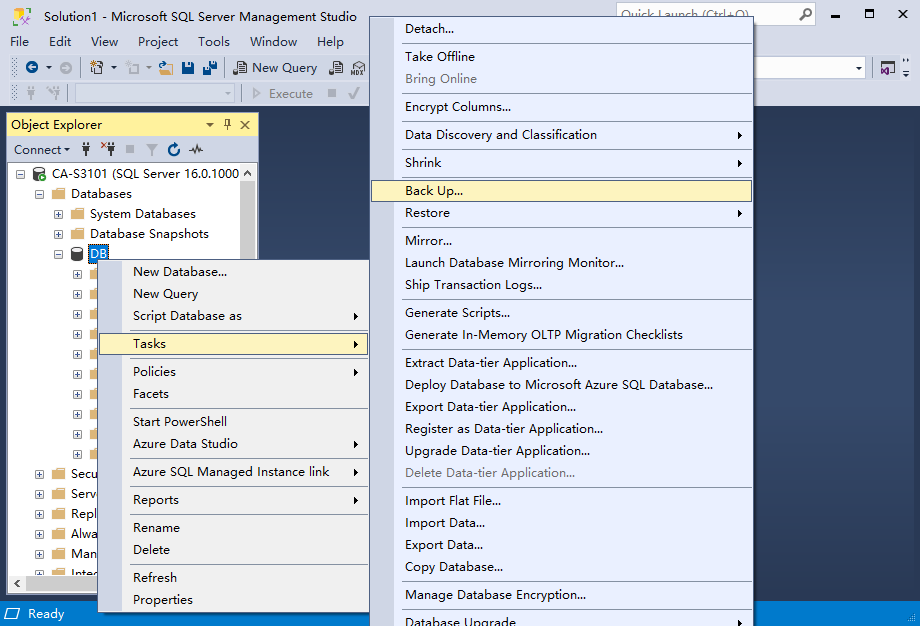 Solution1 - Microsoft SQL Server Management Studio
Quick Launch (Ctrl+Q)
File Edit View Project Tools Window Help
New Query
MDX
Execute
Object Explorer
Connect
CA-S3101 (SQL Server 16.0.1000
Databases
System Databases
Database Snapshots
DB
Secu
Serve
Repl
Alwa
Man
Integ
Ready
New Database...
New Query
Script Database as
Tasks
Policies
Facets
Start PowerShell
Azure Data Studio
Azure SQL Managed Instance link
Reports
Rename
Delete
Refresh
Properties
Detach...
Take Offline
Bring Online
Encrypt Columns...
Data Discovery and Classification
Shrink
Back Up...
Restore
Mirror...
Launch Database Mirroring Monitor...
Ship Transaction Logs...
Generate Scripts...
Generate In-Memory OLTP Migration Checklists
Extract Data-tier Application...
Deploy Database to Microsoft Azure SQL Database...
Export Data-tier Application...
Register as Data-tier Application...
Upgrade Data-tier Application...
Delete Data-tier Application...
Import Flat File...
Import Data...
Export Data...
Copy Database...
Manage Database Encryption...
Database Upgrade